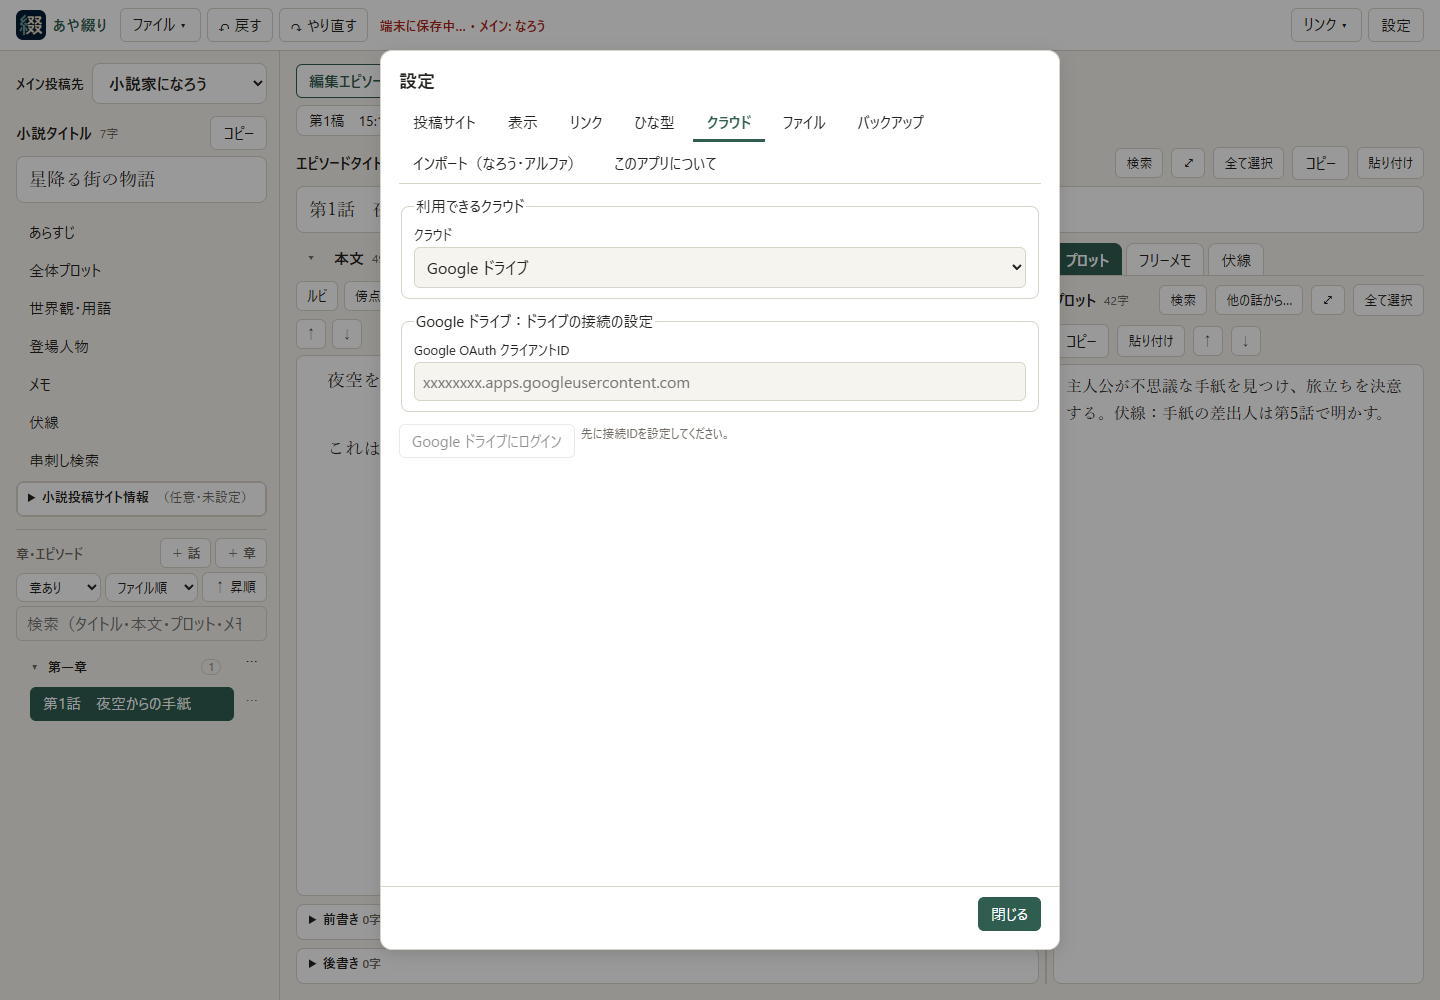 綴 あや綴り ファイル ▾ 戻す やり直す 端末に保存中… ・メイン: なろう リンク ▾ 設定
メイン投稿先 小説家になろう
小説タイトル 7字 コピー
星降る街の物語
あらすじ
全体プロット
世界観・用語
登場人物
メモ
伏線
串刺し検索
▶ 小説投稿サイト情報 （任意・未設定）
章・エピソード ＋ 話 ＋ 章
章あり ファイル順 ↑ 昇順
検索（タイトル・本文・プロット・メモ
▾ 第一章 1 …
第1話 夜空からの手紙 …
編集エピソー
第1稿 15:
エピソードタイト 検索 ⤢ 全て選択 コピー 貼り付け
第1話
▾ 本文
ルビ 傍点
↑ ↓
夜空を
これは
▶ 前書き 0字
▶ 後書き 0字
設定
投稿サイト 表示 リンク ひな型 クラウド ファイル バックアップ
インポート（なろう・アルファ） このアプリについて
利用できるクラウド
クラウド
Google ドライブ
Google ドライブ：ドライブの接続の設定
Google OAuth クライアントID
xxxxxxxx.apps.googleusercontent.com
Google ドライブにログイン 先に接続IDを設定してください。
閉じる
プロット フリーメモ 伏線
プロット 42字 検索 他の話から… ⤢ 全て選択
コピー 貼り付け ↑ ↓
主人公が不思議な手紙を見つけ、旅立ちを決意
する。伏線：手紙の差出人は第5話で明かす。